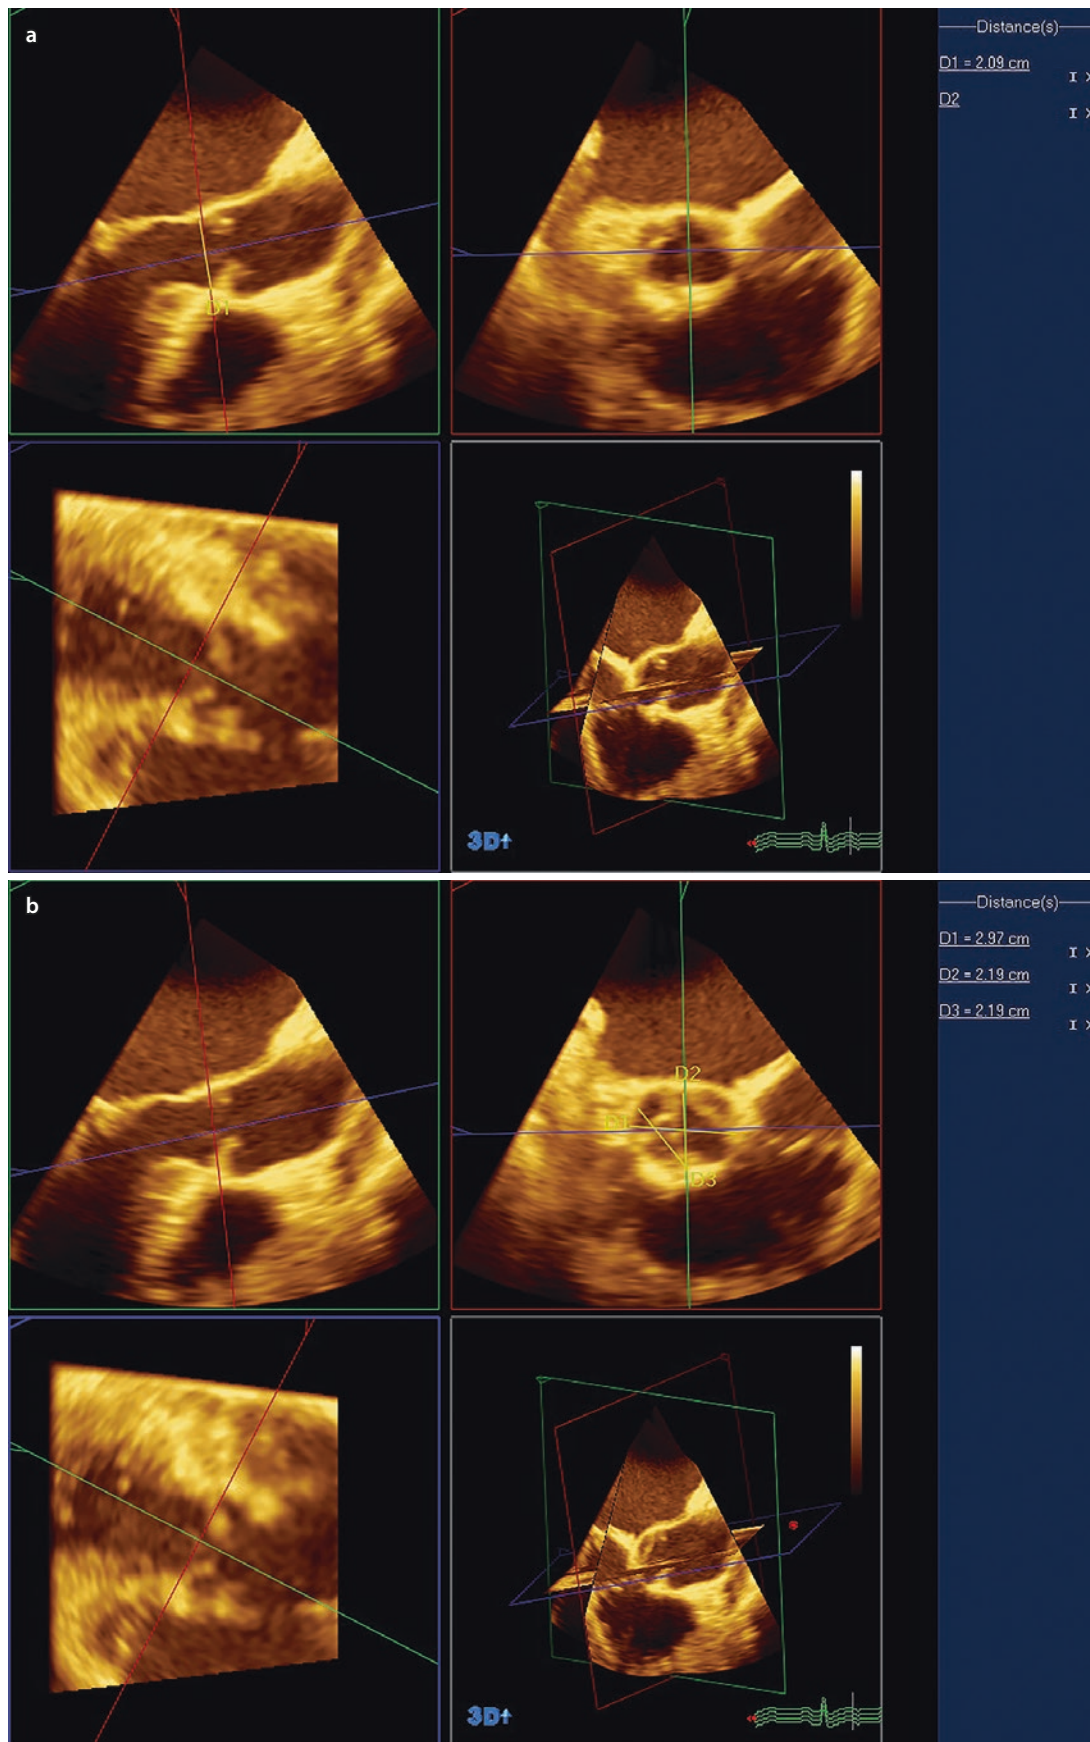 a
Distance(s)
D1 = 2.09 cm
I
D2
I
D1
3D
b
Distance(s)
D1 = 2.97 cm
I
D2 = 2.19 cm
I
D3 = 2.19 cm
I
D2
D1
D3
3D